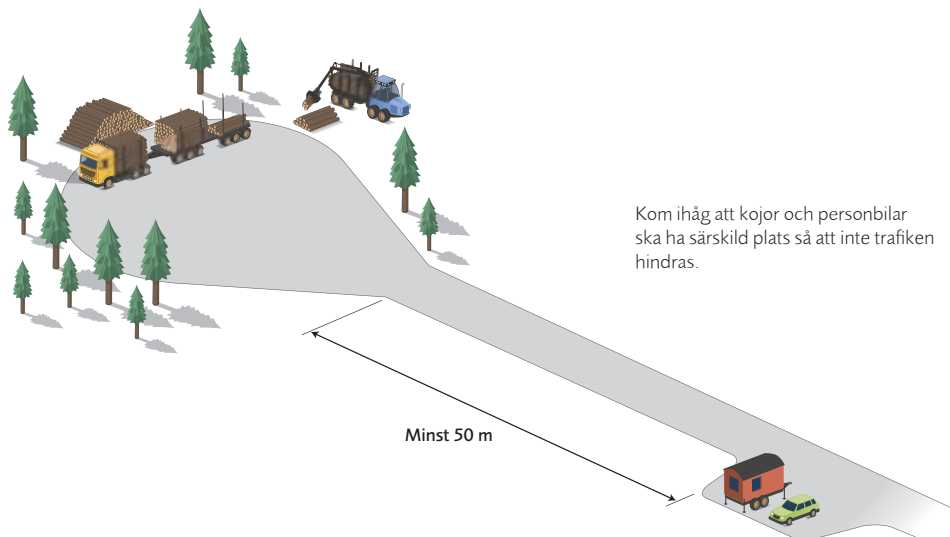 Kom ihåg att kojor och personbilar
ska ha särskild plats så att inte trafiken
hindras.
Minst 50 m